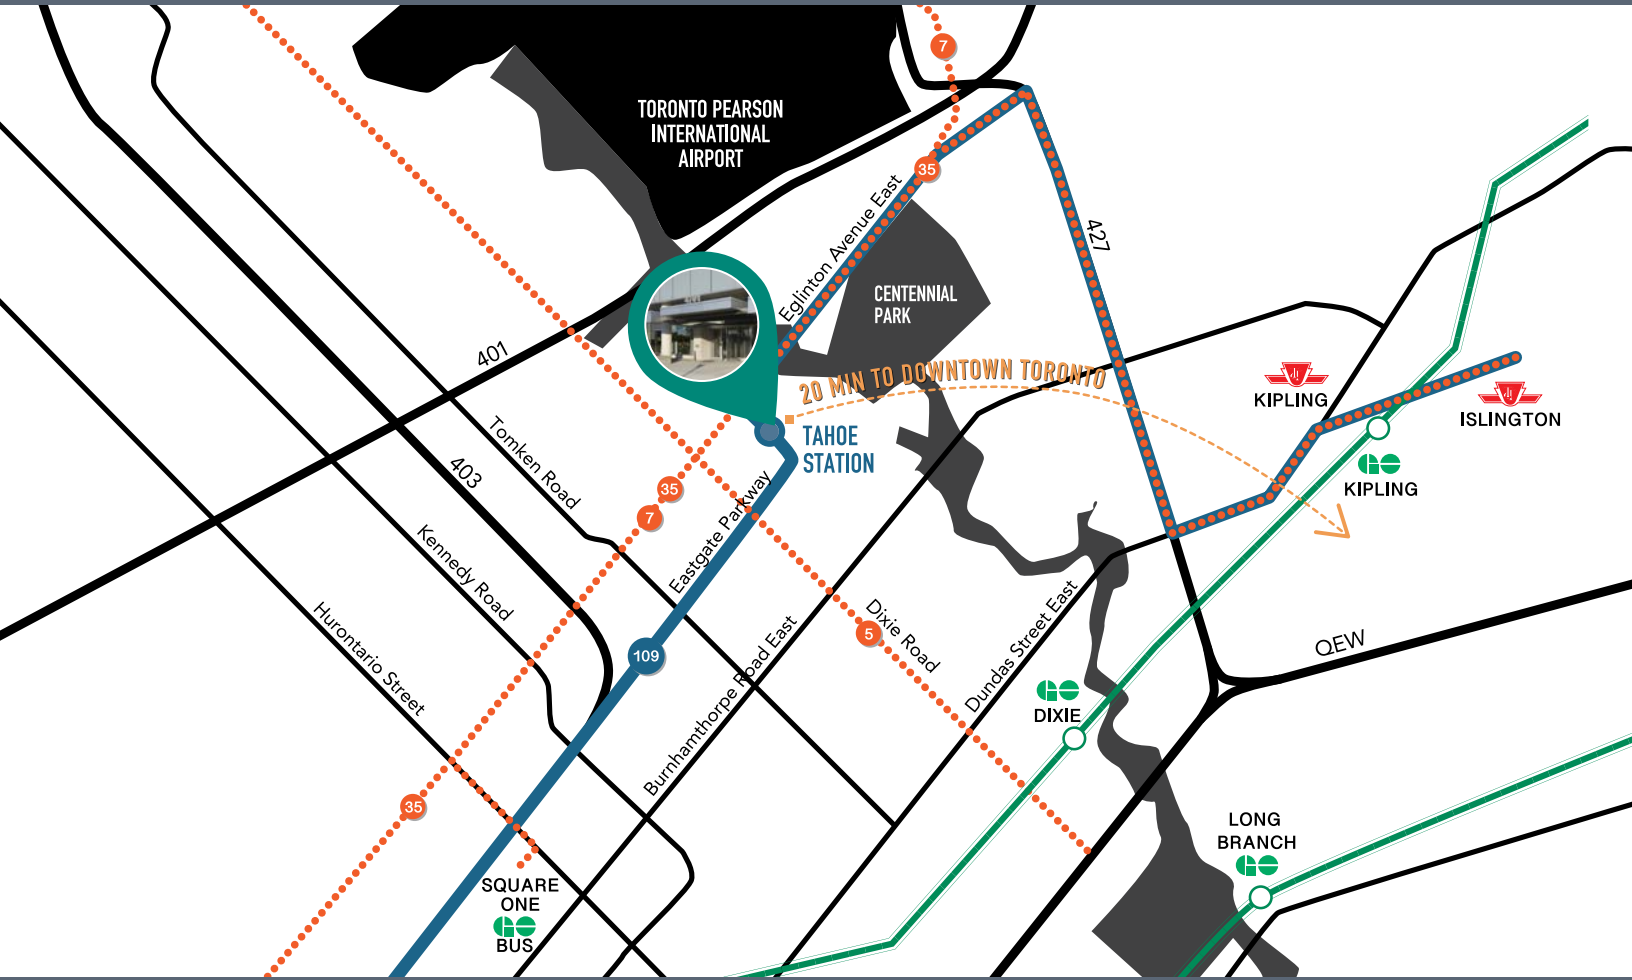 7
TORONTO PEARSON
INTERNATIONAL
AIRPORT
35
Eglinton Avenue East
427
CENTENNIAL
PARK
401
20 MIN TO DOWNTOWN TORONTO
KIPLING
ISLINGTON
TAHOE
STATION
Tomken Road
403
KIPLING
35
7
Eastgate Parkway
Kennedy Road
Hurontario Street
109
5
Dixie Road
Burnhamthorpe Road East
Dundas Street East
QEW
DIXIE
35
LONG
BRANCH
SQUARE
ONE
BUS